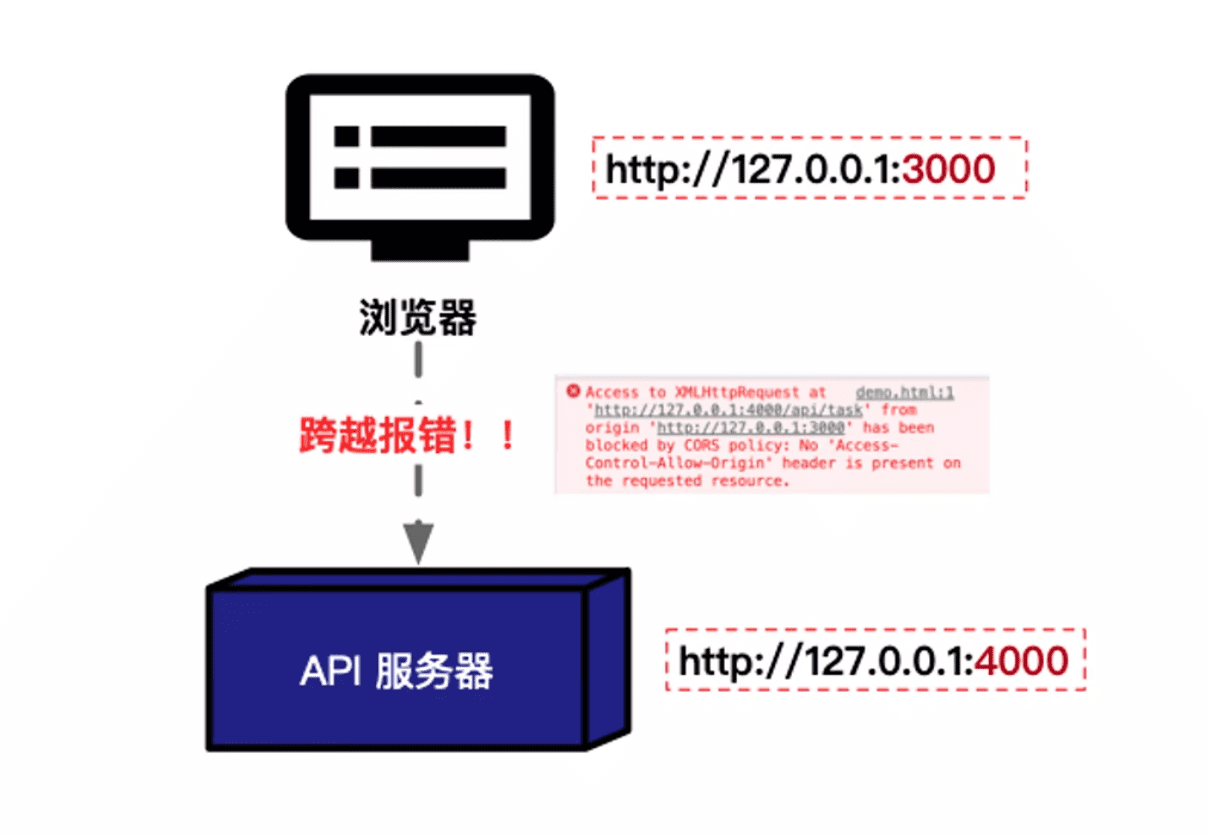 http://127.0.0.1:3000
浏览器
跨越报错！！
Access to XMLHttpRequest at demo.html:1
'http://127.0.0.1:4000/api/task' from
origin 'http://127.0.0.1:3000' has been
blocked by CORS policy: No 'Access-
Control-Allow-Origin' header is present on
the requested resource.
API 服务器
http://127.0.0.1:4000